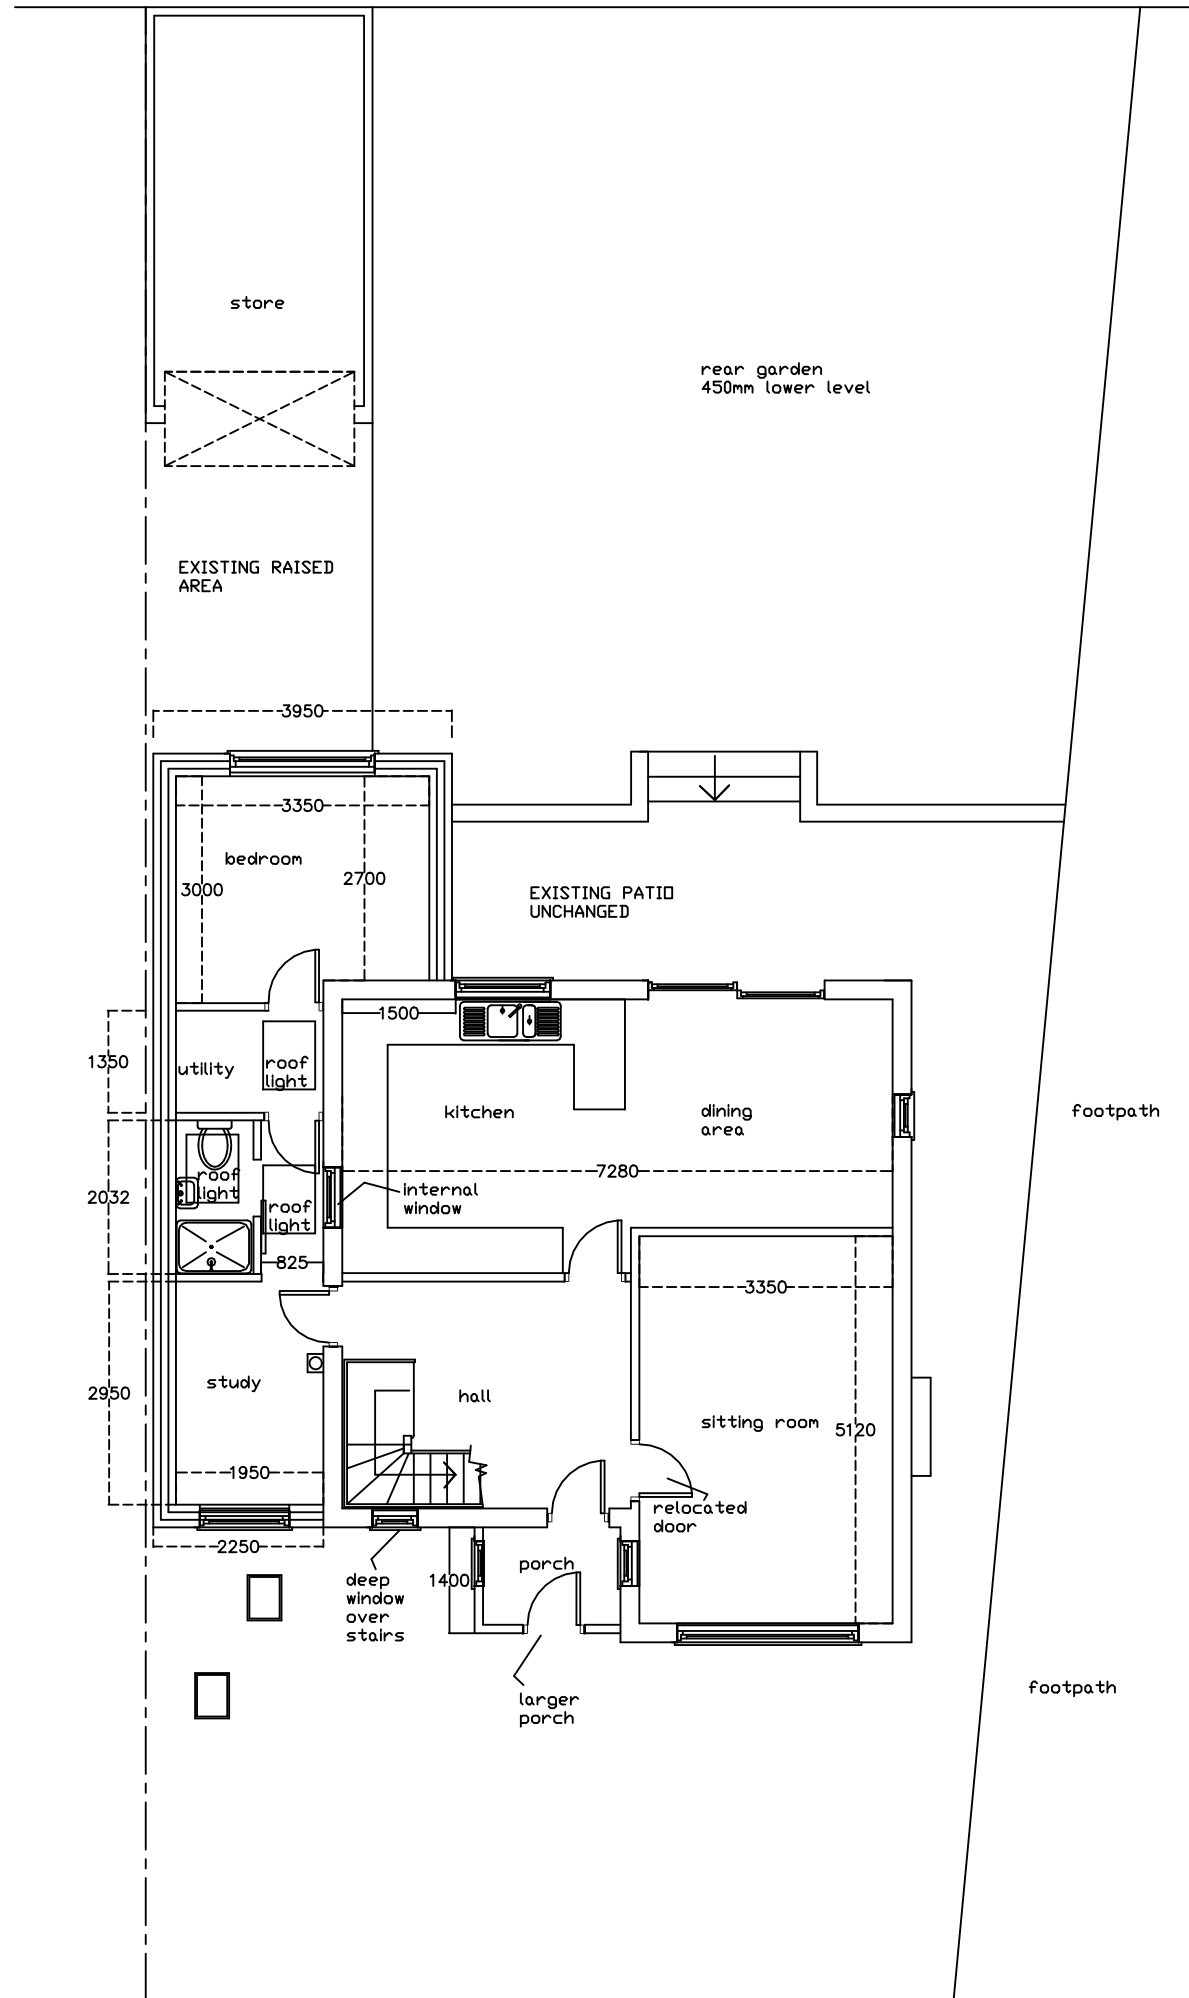 store
rear garden
450mm lower level
EXISTING RAISED
AREA
3950
3350
bedroom
3000
2700
EXISTING PATIO
UNCHANGED
1500
1350
utility
roof
light
kitchen
dining
area
footpath
2032
roof
light
roof
light
internal
window
7280
825
3350
2950
study
hall
sitting room
5120
1950
relocated
door
2250
deep
window
over
stairs
1400
porch
larger
porch
footpath